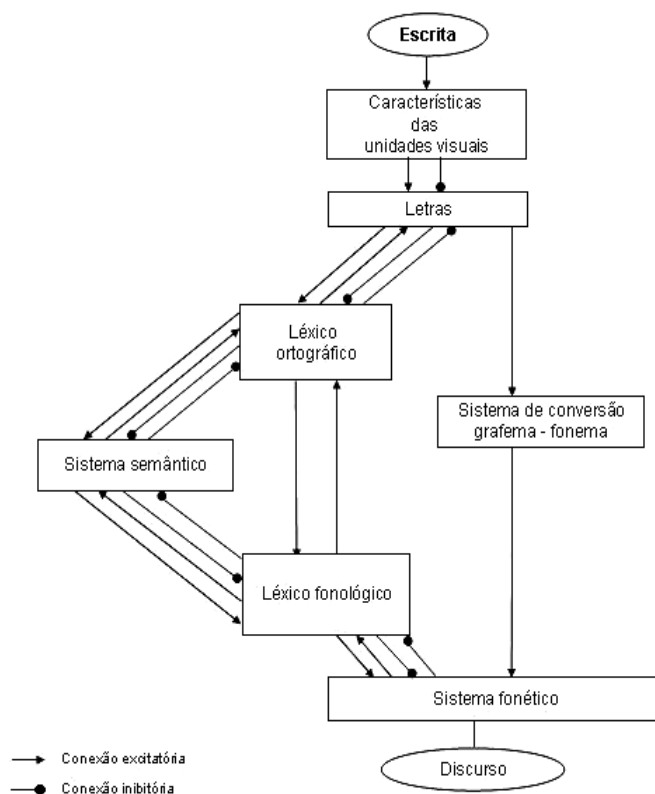 Escrita
Características
das
unidades visuais
Letras
Léxico
ortográfico
Sistema de conversão
grafema - fonema
Sistema semântico
Léxico fonológico
Sistema fonético
Conexão excitatória
Discurso
Conexão inibitória